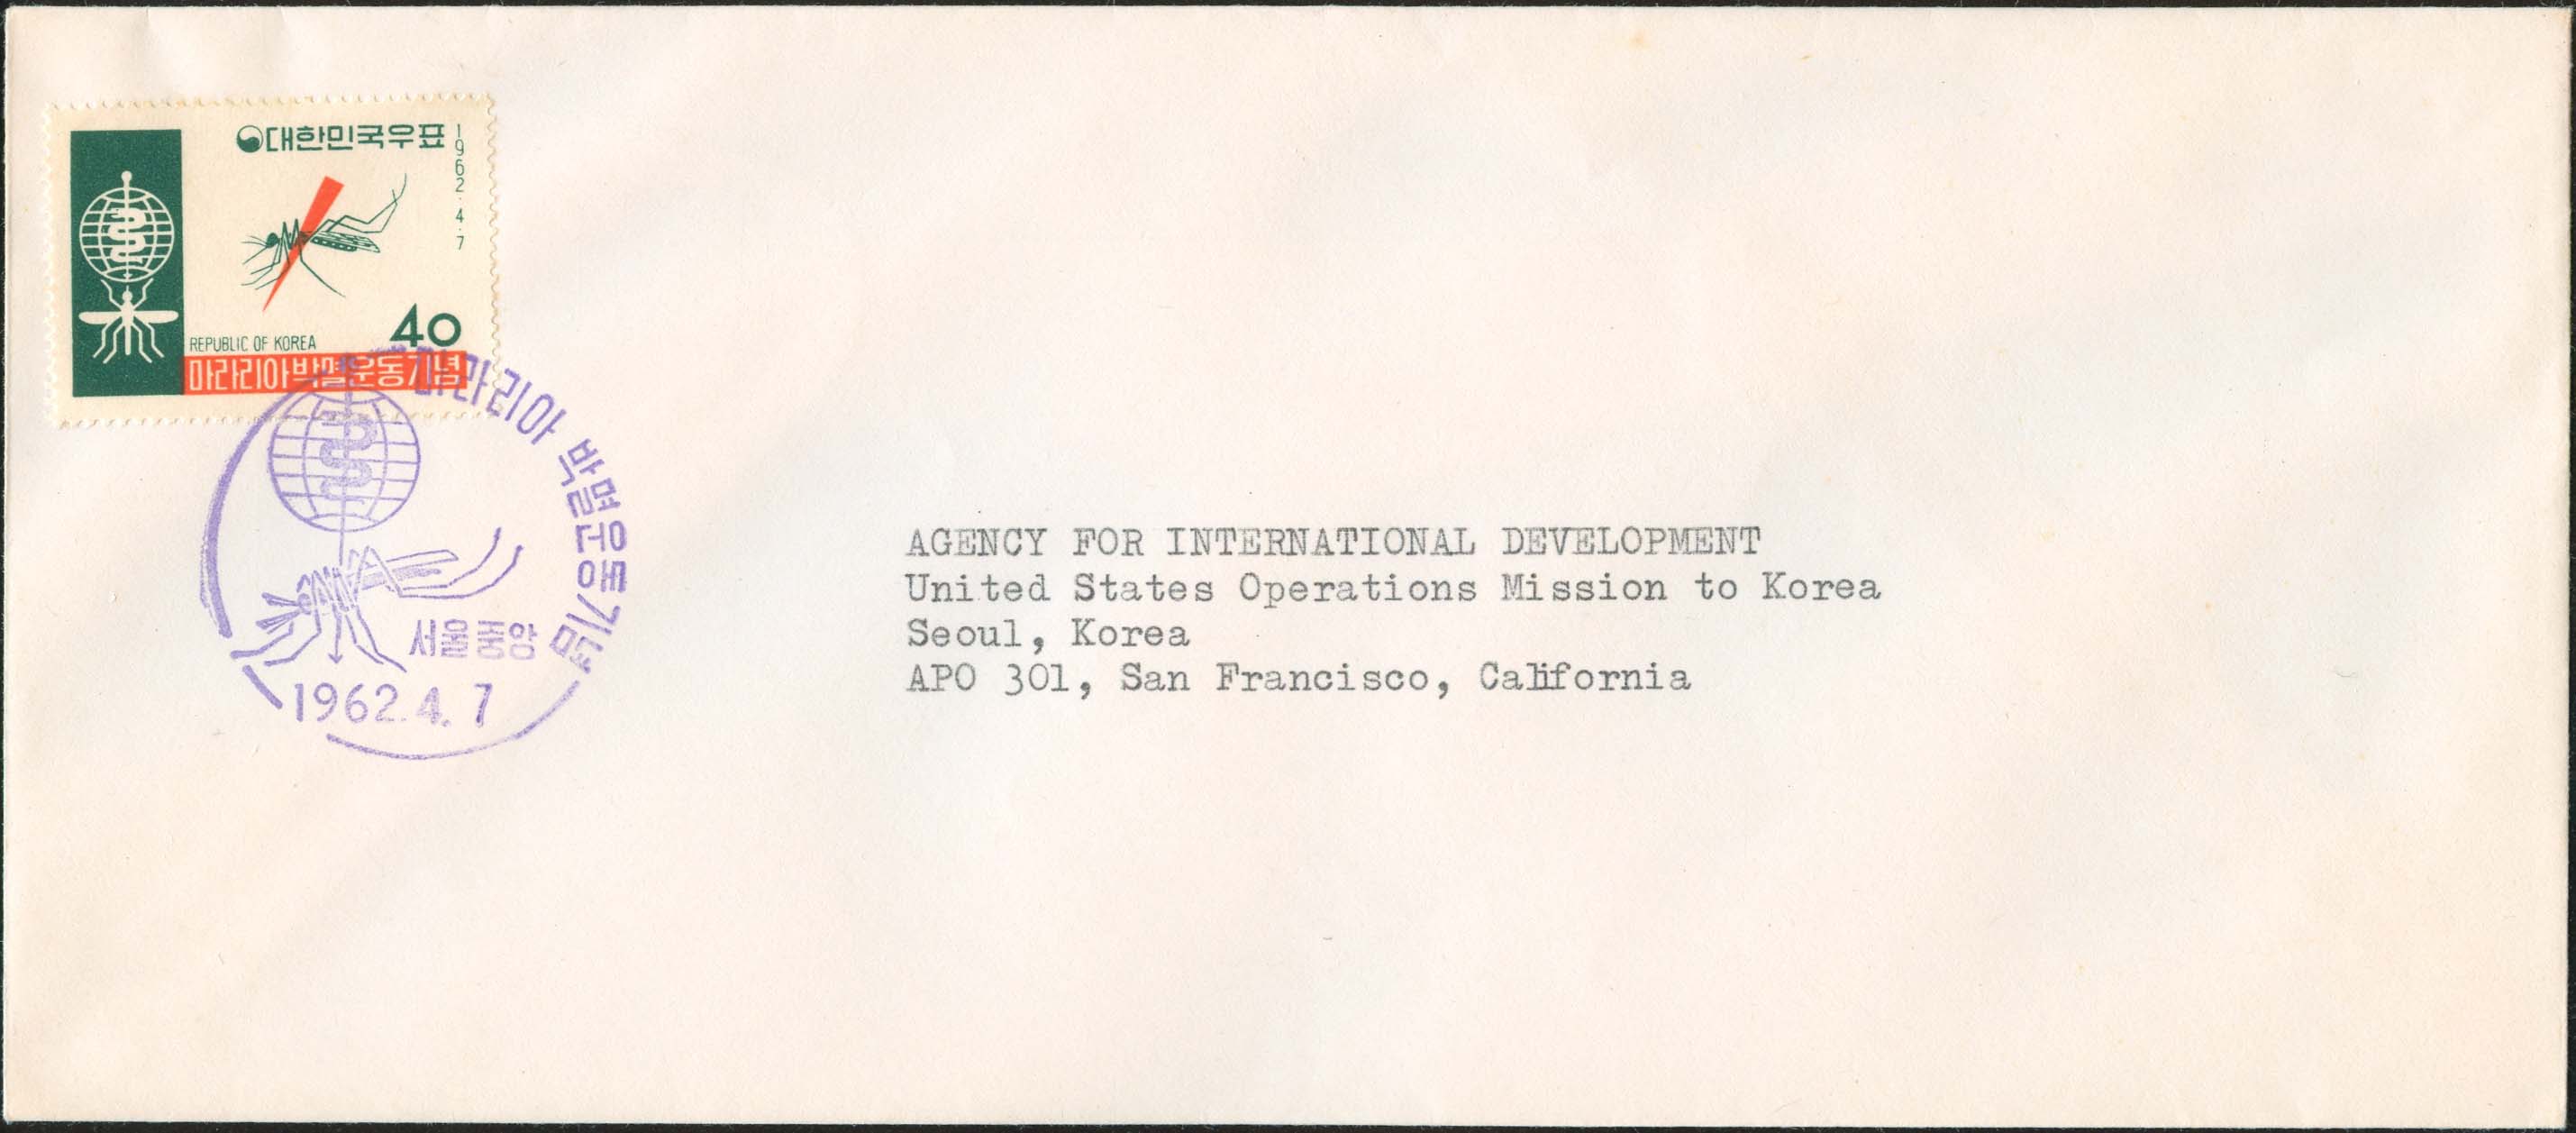 대한민국우표
1962.4.7
40
REPUBLIC OF KOREA
마라리아박멸운동기념
마라리아 박멸운동기념
서울중앙
1962.4.7
AGENCY FOR INTERNATIONAL DEVELOPMENT
United States Operations Mission to Korea
Seoul, Korea
APO 301, San Francisco, California